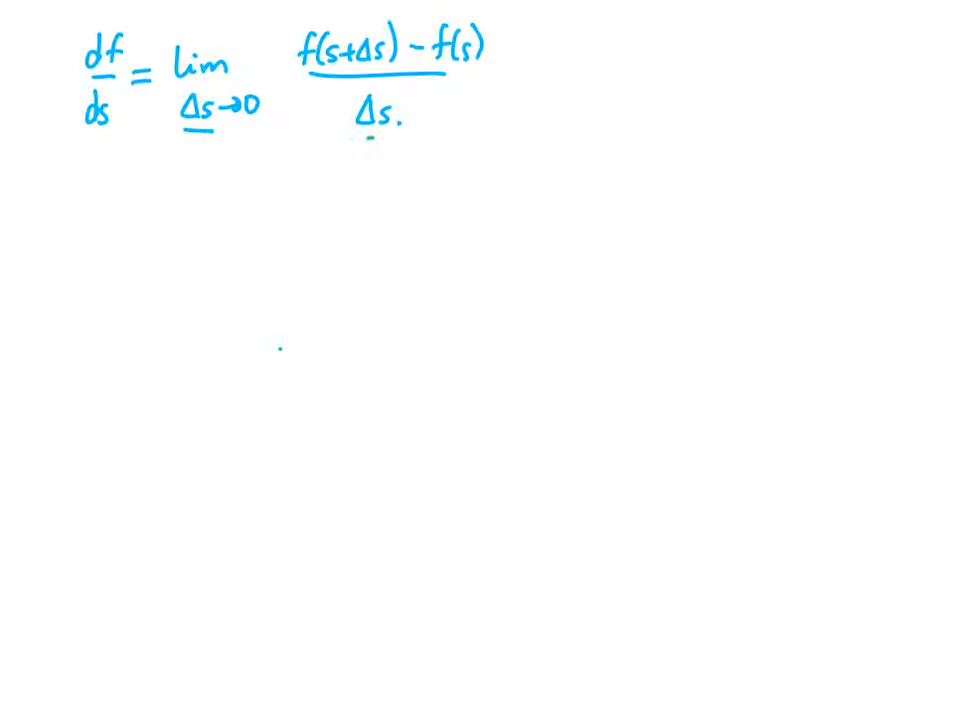 df/ds = lim Δs→0 f(s+Δs) - f(s) / Δs.